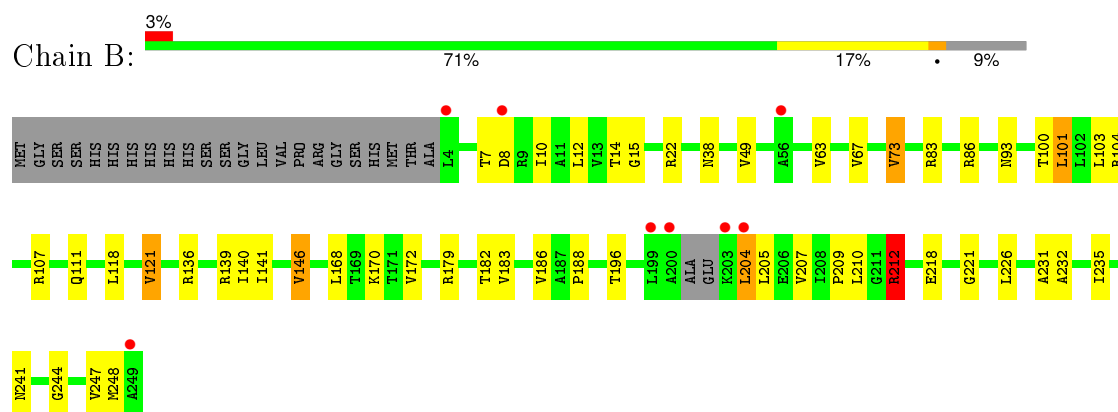 3%
Chain B:
71% 17% • 9%
MET GLY SER SER HIS HIS HIS HIS HIS HIS SER SER GLY LEU VAL PRO ARG GLY SER HIS MET THR ALA L4 T7 D8 R9 I10 A11 L12 V13 T14 G15 R22 N38 V49 A56 V63 V67 V73 R83 R86 N93 T100 L101 L102 L103 R104
R107 Q111 L118 V121 R136 R139 I140 I141 V146 L168 T169 K170 T171 V172 R179 T182 V183 V186 A187 P188 T196 L199 A200 ALA GLU K203 L204 L205 E206 V207 I208 P209 L210 G211 R212 E218 G221 L226 A231 A232 I235
N241 G244 V247 M248 A249